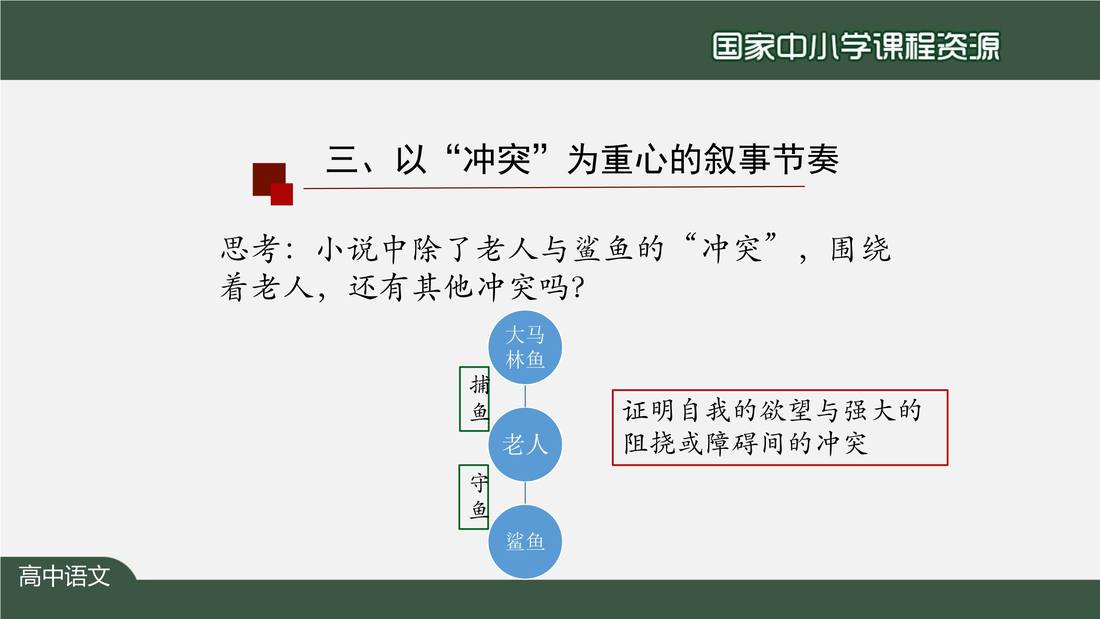 国家中小学课程资源
三、以“冲突”为重心的叙事节奏
思考：小说中除了老人与鲨鱼的“冲突”，围绕
着老人，还有其他冲突吗？
大马
林鱼
捕
鱼
老人
证明自我的欲望与强大的
阻挠或障碍间的冲突
守
鱼
鲨鱼
高中语文